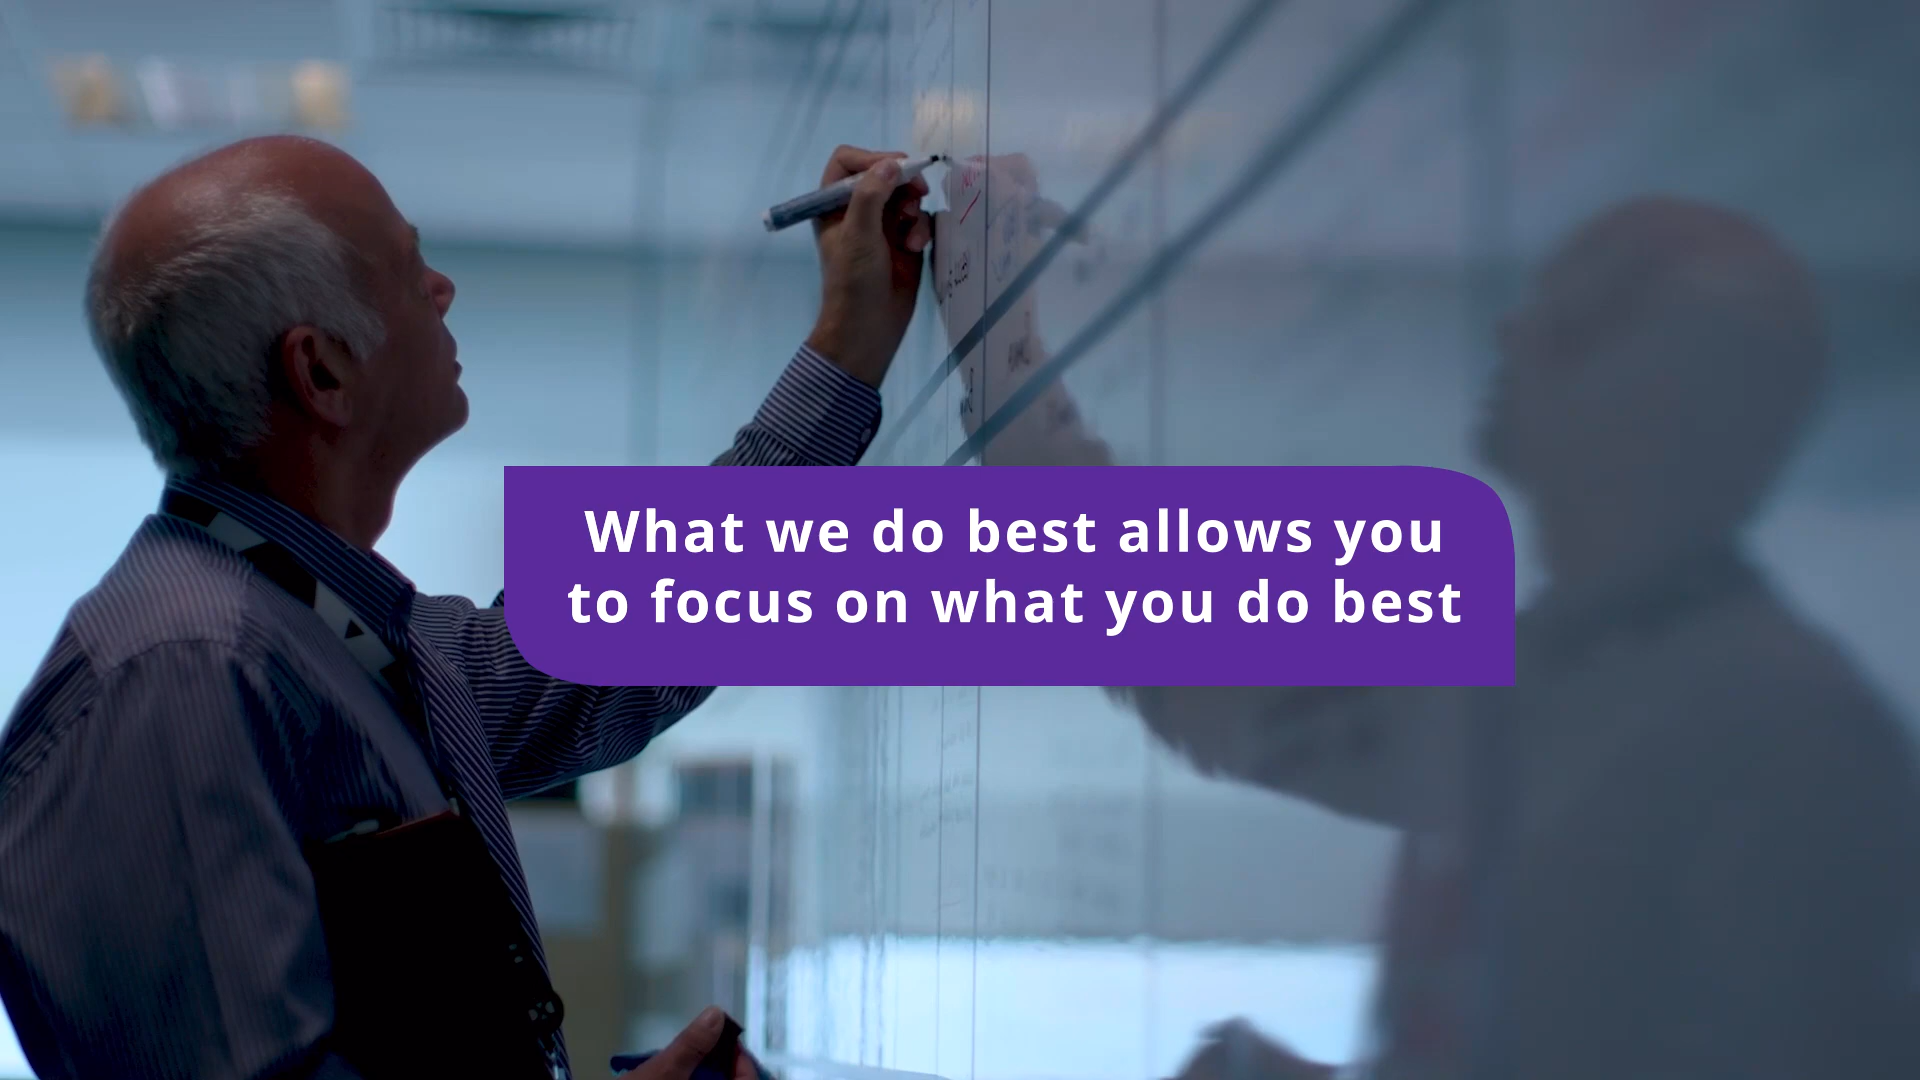 What we do best allows you
to focus on what you do best